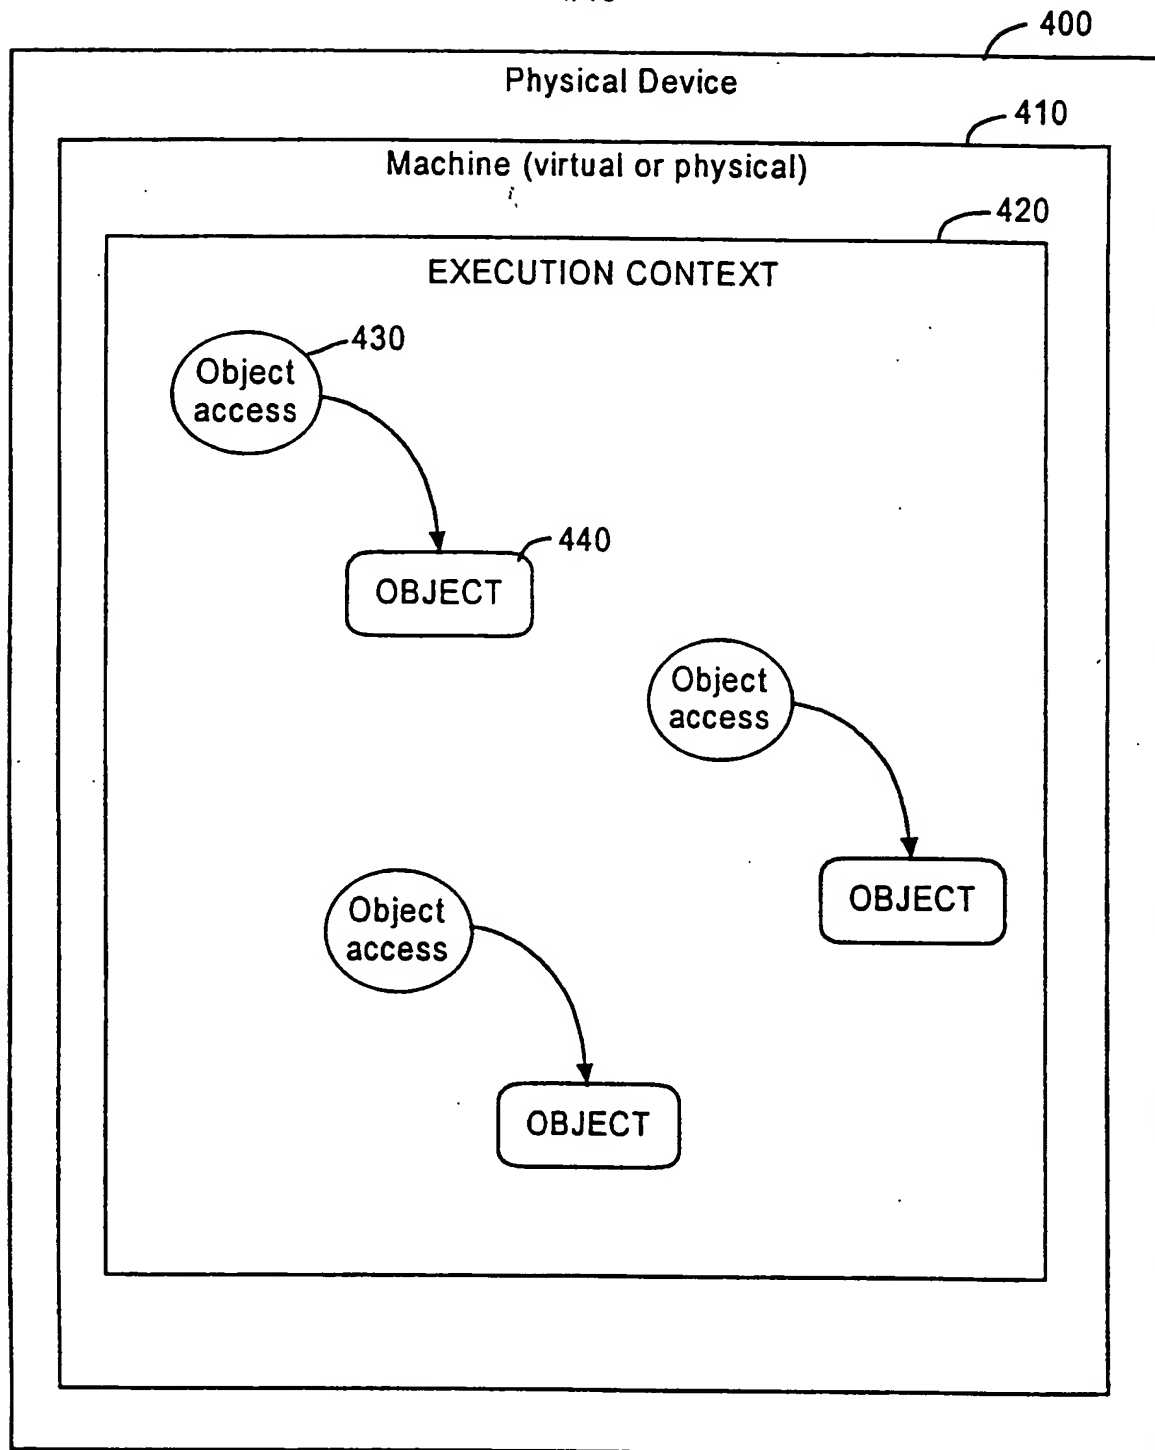 400
Physical Device
410
Machine (virtual or physical)
420
EXECUTION CONTEXT
430
Object
access
440
OBJECT
Object
access
OBJECT
Object
access
OBJECT